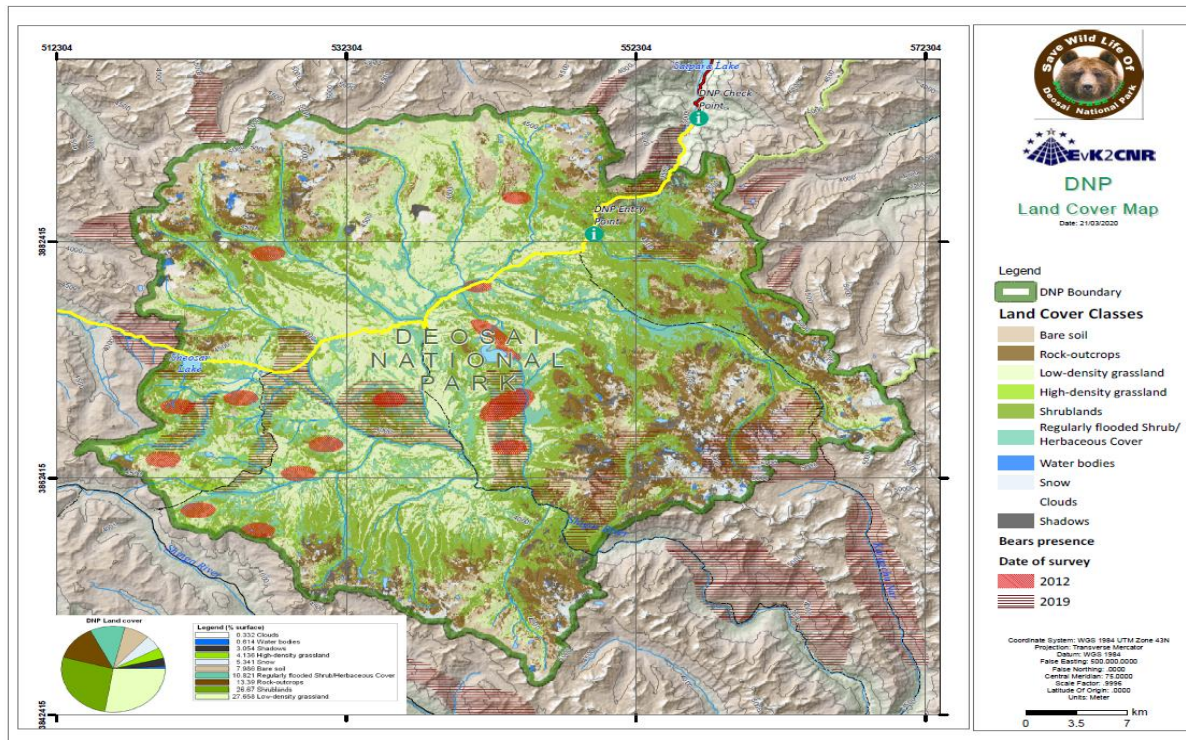 512304
532304
552304
572304
Satpara Lake
DNP Check
Point
3882415
DNP Entry
Point
DEOSAI
NATIONAL
PARK
Sheosar
Lake
3862415
Shigar River
3842415
DNP Land cover
Legend (% surface)
0.332 Clouds
0.614 Water bodies
3.054 Shadows
4.136 High-density grassland
5.341 Snow
7.986 Bare soil
10.821 Regularly flooded Shrub/Herbaceous Cover
13.39 Rock-outcrops
26.67 Shrublands
27.658 Low-density grassland
Save Wild Life Of
Deosai National Park
EvK2CNR
DNP
Land Cover Map
Date: 21/03/2020
Legend
DNP Boundary
Land Cover Classes
Bare soil
Rock-outcrops
Low-density grassland
High-density grassland
Shrublands
Regularly flooded Shrub/
Herbaceous Cover
Water bodies
Snow
Clouds
Shadows
Bears presence
Date of survey
2012
2019
Coordinate System: WGS 1984 UTM Zone 43N
Projection: Transverse Mercator
Datum: WGS 1984
False Easting: 500,000.0000
False Northing: .0000
Central Meridian: 75.0000
Scale Factor: .9996
Latitude Of Origin: .0000
Units: Meter
km
0 3.5 7